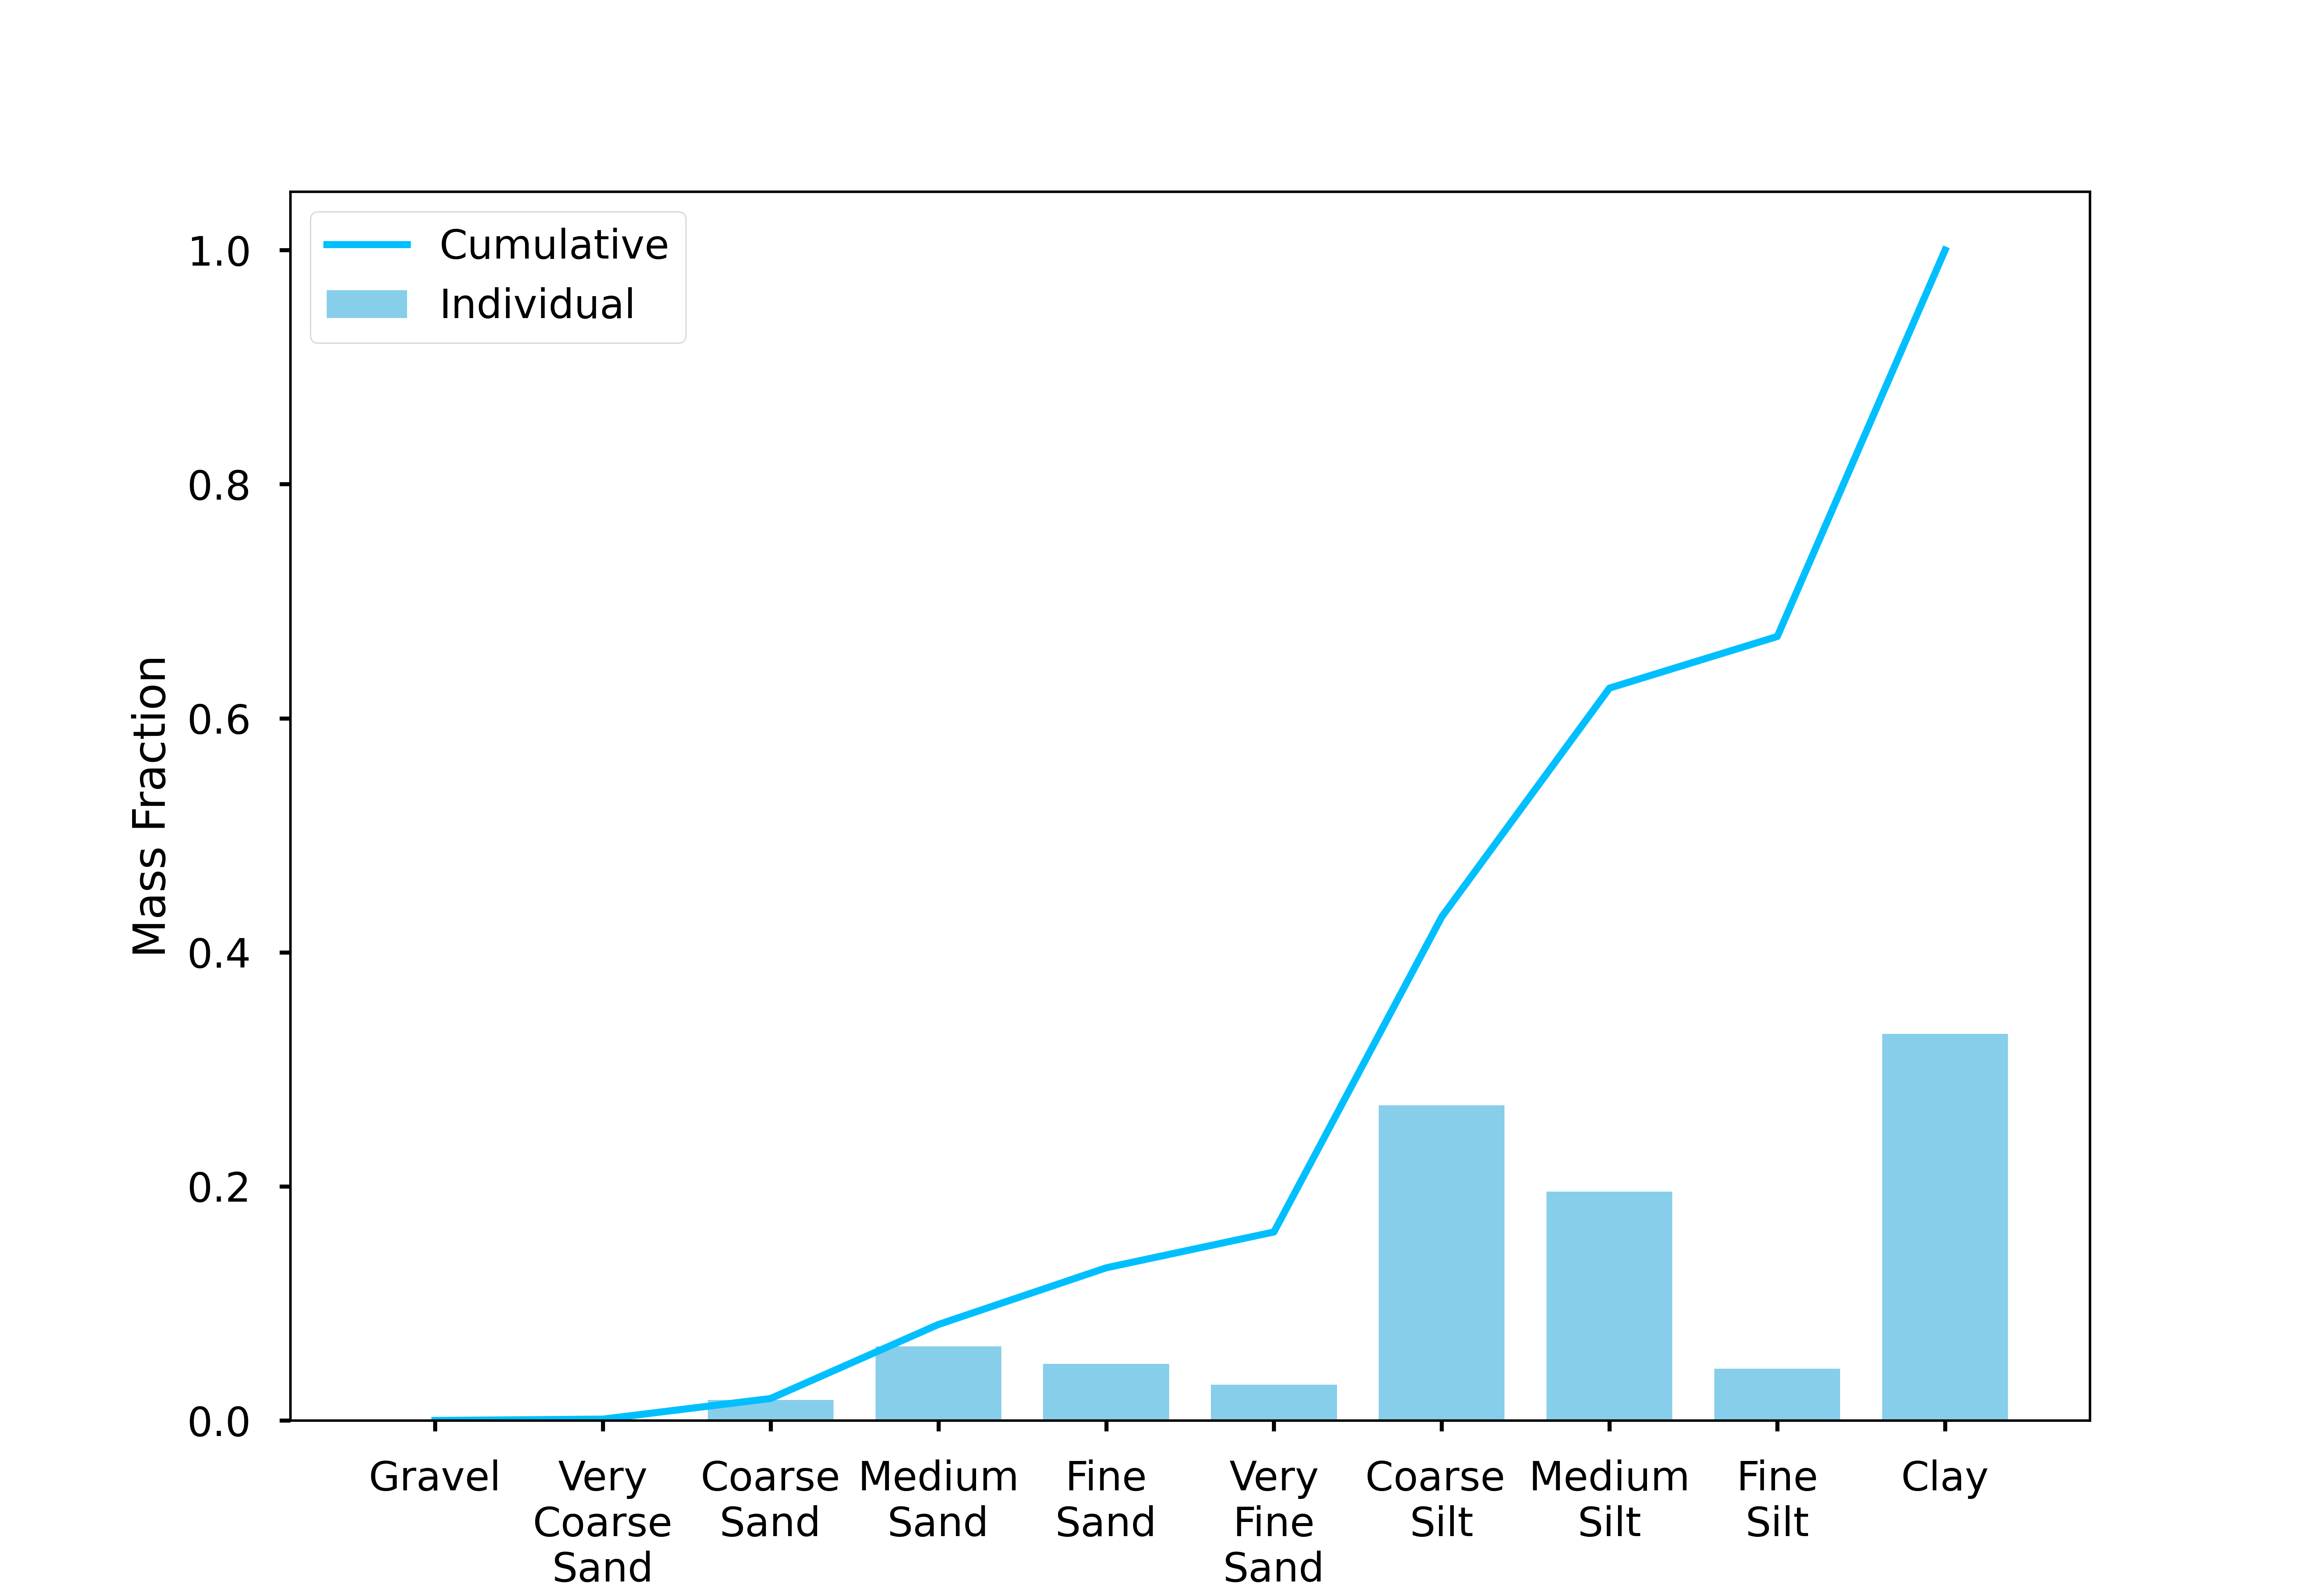 Cumulative
Individual
1.0
0.8
0.6
0.4
0.2
0.0
Mass Fraction
Gravel
Very
Coarse
Sand
Coarse
Sand
Medium
Sand
Fine
Sand
Very
Fine
Sand
Coarse
Silt
Medium
Silt
Fine
Silt
Clay